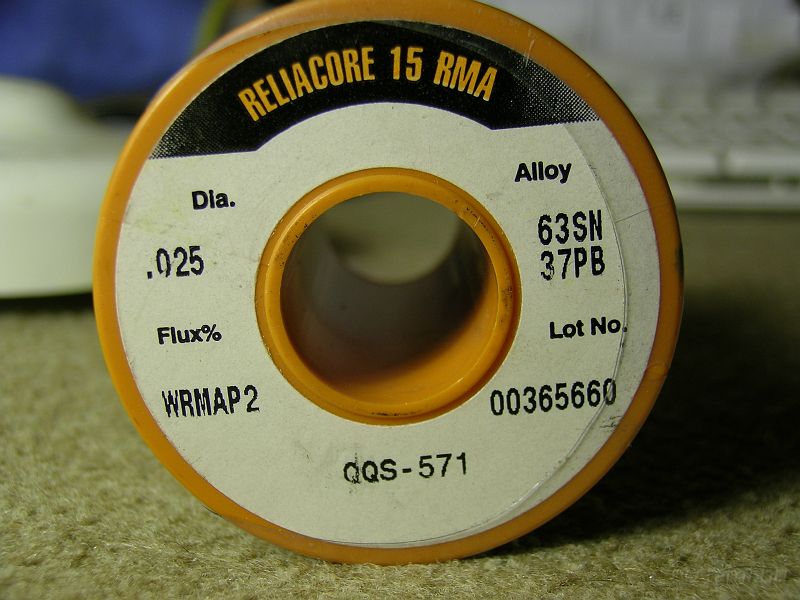 RELIACORE 15 RMA
Dia.
.025
Alloy
63SN
37PB
Flux%
WRMAP2
Lot No.
00365660
QQS-571